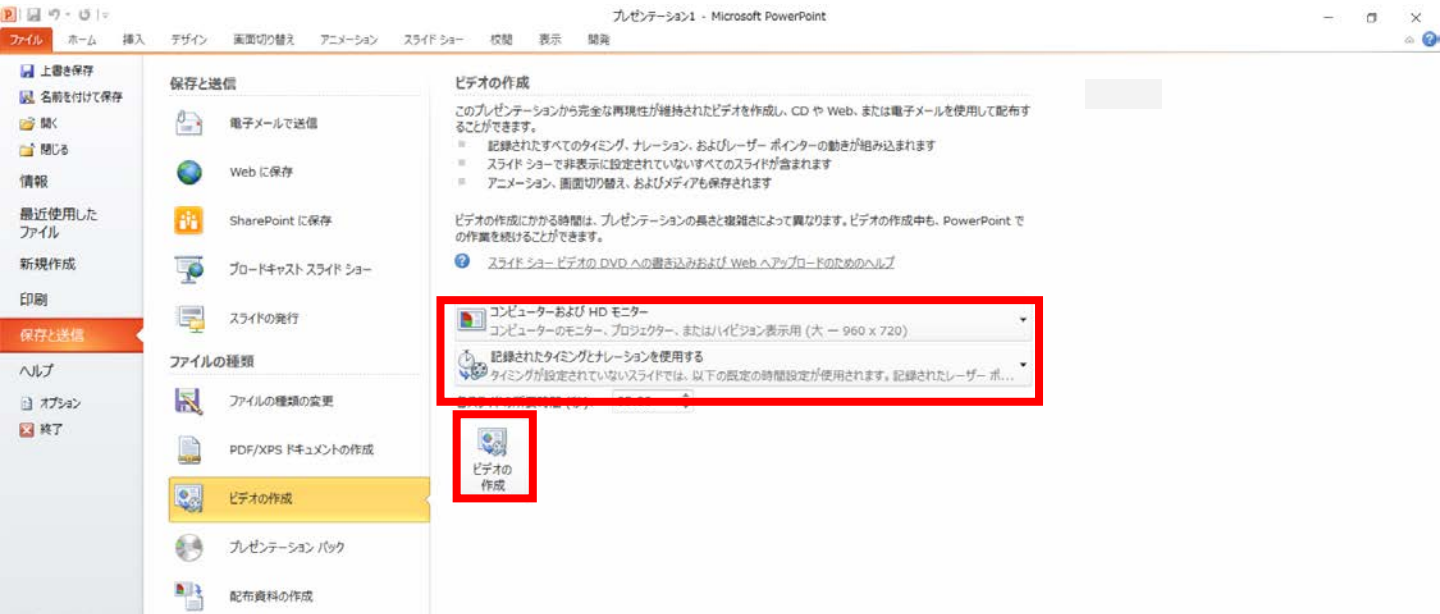 プレゼンテーション1 - Microsoft PowerPoint
ファイル ホーム 挿入 デザイン 画面切り替え アニメーション スライド ショー 校閲 表示 開発
上書き保存
名前を付けて保存
開く
閉じる
情報
最近使用した
ファイル
新規作成
印刷
保存と送信
ヘルプ
オプション
終了
保存と送信
電子メールで送信
Web に保存
SharePoint に保存
ブロードキャスト スライド ショー
スライドの発行
ファイルの種類
ファイルの種類の変更
PDF/XPS ドキュメントの作成
ビデオの作成
プレゼンテーション パック
配布資料の作成
ビデオの作成
このプレゼンテーションから完全な再現性が維持されたビデオを作成し、CD や Web、または電子メールを使用して配布す
ることができます。
記録されたすべてのタイミング、ナレーション、およびレーザー ポインターの動きが組み込まれます
スライド ショーで非表示に設定されていないすべてのスライドが含まれます
アニメーション、画面切り替え、およびメディアも保存されます
ビデオの作成にかかる時間は、プレゼンテーションの長さと複雑さによって異なります。ビデオの作成中も、PowerPoint で
の作業を続けることができます。
スライド ショー ビデオの DVD への書き込みおよび Web へアップロードのためのヘルプ
コンピューターおよび HD モニター
コンピューターのモニター、プロジェクター、またはハイビジョン表示用 (大 ー 960 x 720)
記録されたタイミングとナレーションを使用する
タイミングが設定されていないスライドでは、以下の既定の時間設定が使用されます。記録されたレーザー ポ...
ビデオの
作成